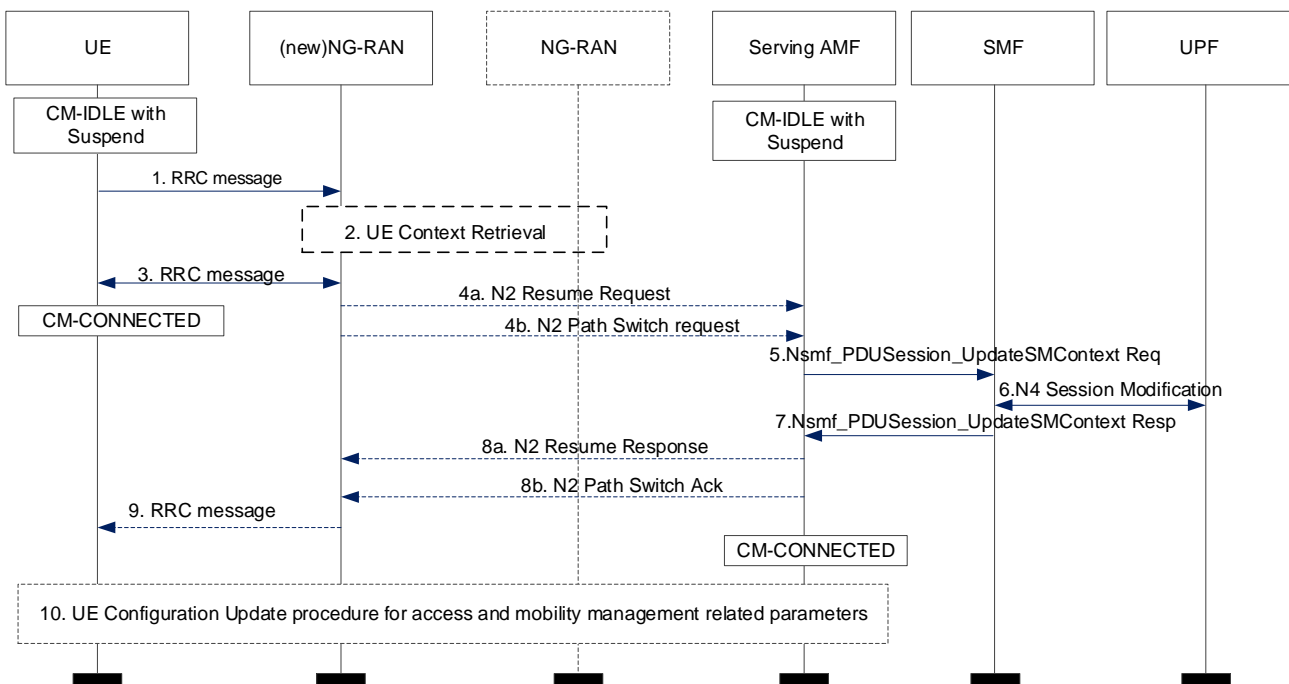 UE
(new)NG-RAN
NG-RAN
Serving AMF
SMF
UPF
CM-IDLE with
Suspend
CM-IDLE with
Suspend
1. RRC message
2. UE Context Retrieval
3. RRC message
4a. N2 Resume Request
CM-CONNECTED
4b. N2 Path Switch request
5.Nsmf_PDUSession_UpdateSMContext Req
6.N4 Session Modification
7.Nsmf_PDUSession_UpdateSMContext Resp
8a. N2 Resume Response
8b. N2 Path Switch Ack
9. RRC message
CM-CONNECTED
10. UE Configuration Update procedure for access and mobility management related parameters